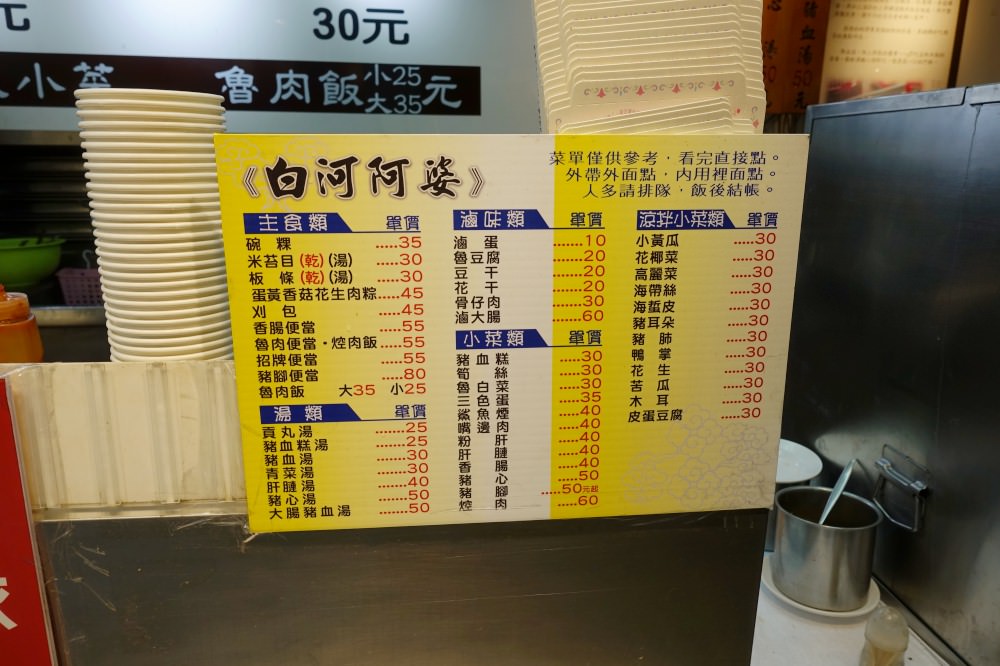 元
30元
小菜
魯肉飯小25大35元
豬血湯 50元
《白河阿婆》
菜單僅供參考，看完直接點。
外帶外面點，內用裡面點。
人多請排隊，飯後結帳。
主食類 單價
碗粿.....35
米苔目(乾)(湯).....30
板條(乾)(湯).....30
蛋黃香菇花生肉粽.....45
刈包.....45
香腸便當.....55
魯肉便當·焢肉飯.....55
招牌便當.....55
豬腳便當.....80
魯肉飯 大35 小25
湯類 單價
貢丸湯......25
豬血糕湯......25
豬血湯......30
青菜湯......30
肝腱湯......40
豬心湯......50
大腸豬血湯......50
滷味類 單價
滷蛋.......10
魯豆腐.......20
豆干.......20
花干.......20
骨仔肉.......30
滷大腸.......60
小菜類 單價
豬血糕.....30
筍絲.....30
魯白菜.....30
三色蛋.....35
鯊魚煙.....40
嘴邊肉.....40
粉肝.....40
肝腱.....40
香腸.....40
豬心.....50
豬腳.....50元起
焢肉.....60
涼拌小菜類 單價
小黃瓜.....30
花椰菜.....30
高麗菜.....30
海帶絲.....30
海蜇皮.....30
豬耳朵.....30
豬肺.....30
鴨掌.....30
花生.....30
苦瓜.....30
木耳.....30
皮蛋豆腐.....30